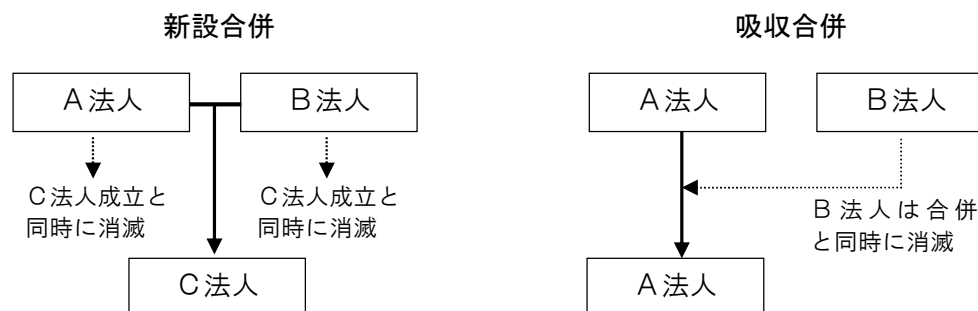 新設合併
A法人
B法人
C法人成立と
同時に消滅
C法人成立と
同時に消滅
C法人
吸収合併
A法人
B法人
B法人は合併
と同時に消滅
A法人